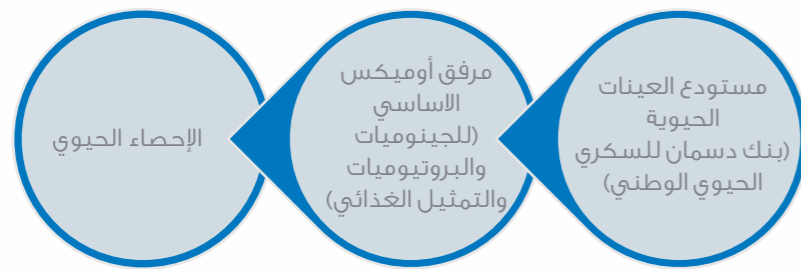 مستودع العينات
الحيوية
(بنك دسمان للسكري
الحيوي الوطني)
مرفق أوميكس
الاساسي
(للجينوميات
والبروتيوميات
والتمثيل الغذائي)
الإحصاء الحيوي